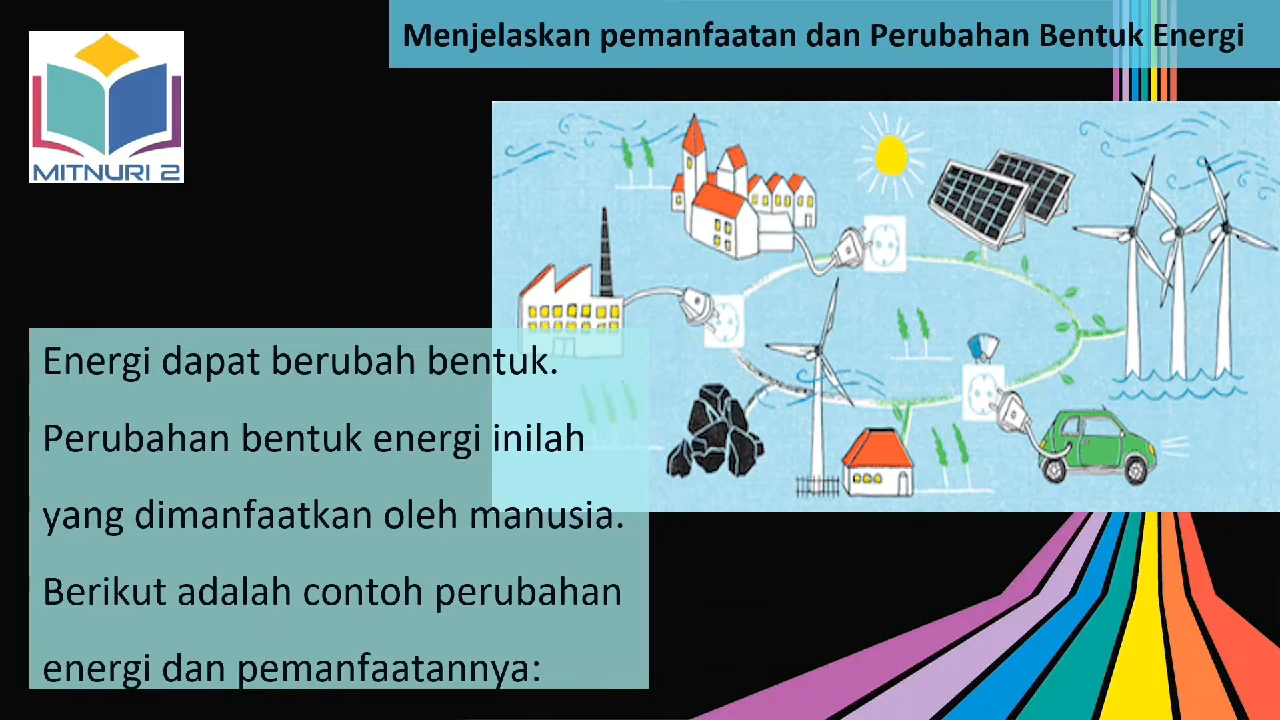 Menjelaskan pemanfaatan dan Perubahan Bentuk Energi
MITNURI 2
Energi dapat berubah bentuk.
Perubahan bentuk energi inilah
yang dimanfaatkan oleh manusia.
Berikut adalah contoh perubahan
energi dan pemanfaatannya: